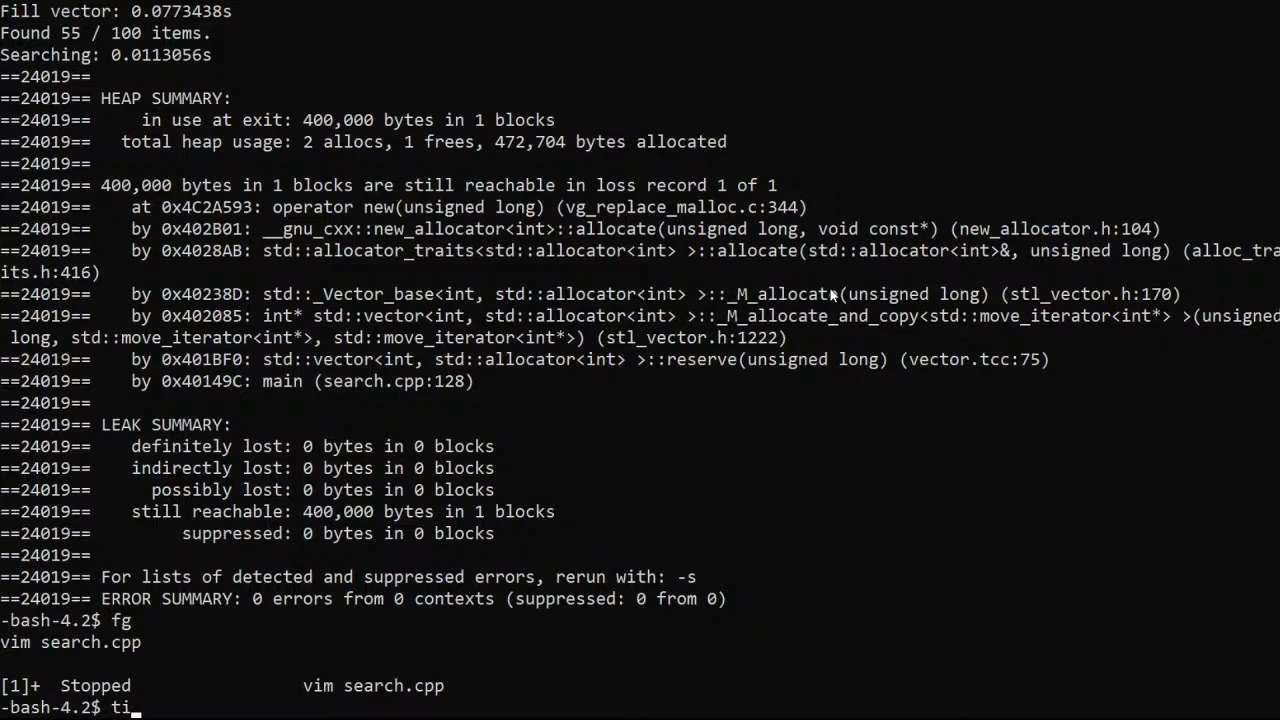 Fill vector: 0.0773438s
Found 55 / 100 items.
Searching: 0.0113056s
==24019==
==24019== HEAP SUMMARY:
==24019==     in use at exit: 400,000 bytes in 1 blocks
==24019==   total heap usage: 2 allocs, 1 frees, 472,704 bytes allocated
==24019==
==24019== 400,000 bytes in 1 blocks are still reachable in loss record 1 of 1
==24019==    at 0x4C2A593: operator new(unsigned long) (vg_replace_malloc.c:344)
==24019==    by 0x402B01: __gnu_cxx::new_allocator<int>::allocate(unsigned long, void const*) (new_allocator.h:104)
==24019==    by 0x4028AB: std::allocator_traits<std::allocator<int> >::allocate(std::allocator<int>&, unsigned long) (alloc_tra
its.h:416)
==24019==    by 0x40238D: std::_Vector_base<int, std::allocator<int> >::_M_allocate(unsigned long) (stl_vector.h:170)
==24019==    by 0x402085: int* std::vector<int, std::allocator<int> >::_M_allocate_and_copy<std::move_iterator<int*> >(unsigned
 long, std::move_iterator<int*>, std::move_iterator<int*>) (stl_vector.h:1222)
==24019==    by 0x401BF0: std::vector<int, std::allocator<int> >::reserve(unsigned long) (vector.tcc:75)
==24019==    by 0x40149C: main (search.cpp:128)
==24019==
==24019== LEAK SUMMARY:
==24019==    definitely lost: 0 bytes in 0 blocks
==24019==    indirectly lost: 0 bytes in 0 blocks
==24019==      possibly lost: 0 bytes in 0 blocks
==24019==    still reachable: 400,000 bytes in 1 blocks
==24019==         suppressed: 0 bytes in 0 blocks
==24019==
==24019== For lists of detected and suppressed errors, rerun with: -s
==24019== ERROR SUMMARY: 0 errors from 0 contexts (suppressed: 0 from 0)
-bash-4.2$ fg
vim search.cpp
[1]+  Stopped                 vim search.cpp
-bash-4.2$ ti